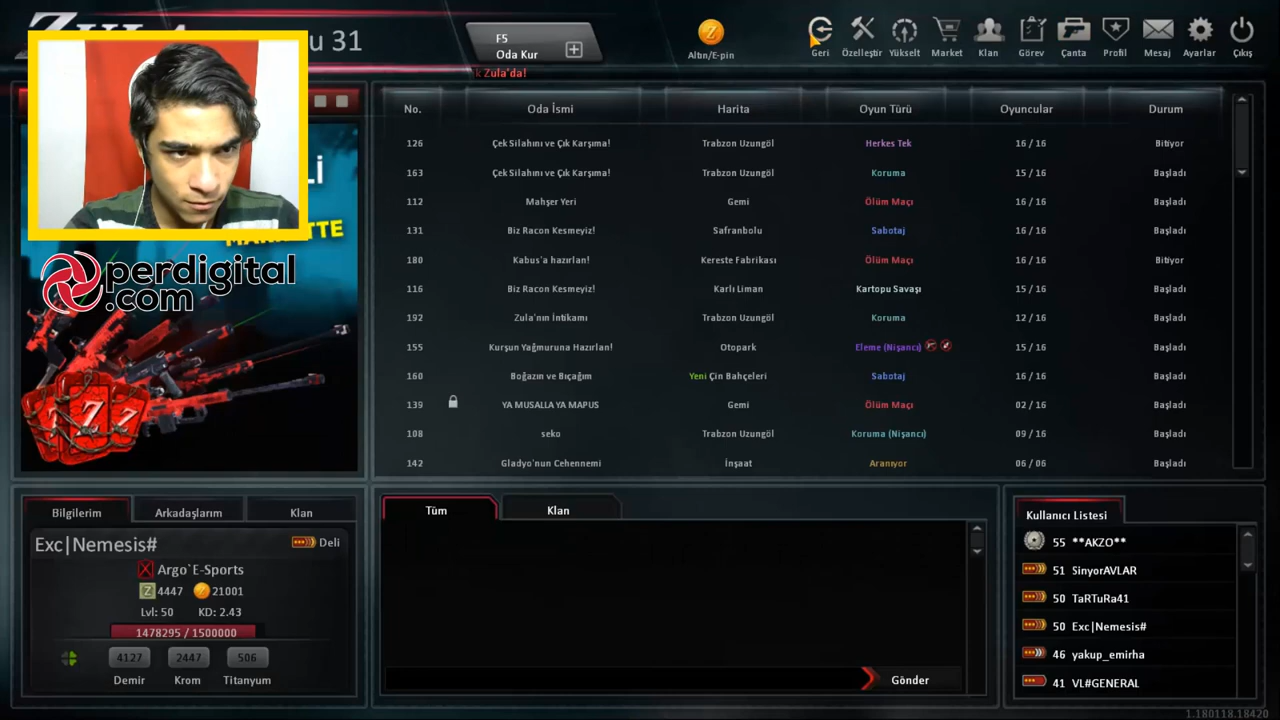 ZULA
u 31
F5
Oda Kur
k Zula'da!
Altın/E-pin
Geri
Özelleştir
Yükselt
Market
Klan
Görev
Çanta
Profil
Mesaj
Ayarlar
Çıkış
perdigital
.com
No. Oda İsmi Harita Oyun Türü Oyuncular Durum
126 Çek Silahını ve Çık Karşıma! Trabzon Uzungöl Herkes Tek 16 / 16 Bitiyor
163 Çek Silahını ve Çık Karşıma! Trabzon Uzungöl Koruma 15 / 16 Başladı
112 Mahşer Yeri Gemi Ölüm Maçı 16 / 16 Başladı
131 Biz Racon Kesmeyiz! Safranbolu Sabotaj 16 / 16 Başladı
180 Kabus'a hazırlan! Kereste Fabrikası Ölüm Maçı 16 / 16 Bitiyor
116 Biz Racon Kesmeyiz! Karlı Liman Kartopu Savaşı 15 / 16 Başladı
192 Zula'nın İntikamı Trabzon Uzungöl Koruma 12 / 16 Başladı
155 Kurşun Yağmuruna Hazırlan! Otopark Eleme (Nişancı) 15 / 16 Başladı
160 Boğazın ve Bıçağım Yeni Çin Bahçeleri Sabotaj 16 / 16 Başladı
139 YA MUSALLA YA MAPUS Gemi Ölüm Maçı 02 / 16 Başladı
108 seko Trabzon Uzungöl Koruma (Nişancı) 09 / 16 Başladı
142 Gladyo'nun Cehennemi İnşaat Aranıyor 06 / 06 Başladı
Bilgilerim Arkadaşlarım Klan
Exc|Nemesis# Deli
Argo`E-Sports
4447 21001
Lvl: 50 KD: 2.43
1478295 / 1500000
4127 2447 506
Demir Krom Titanyum
Tüm Klan
Gönder
Kullanıcı Listesi
55 **AKZO**
51 SinyorAVLAR
50 TaRTuRa41
50 Exc|Nemesis#
46 yakup_emirha
41 VL#GENERAL
1.180118.18420